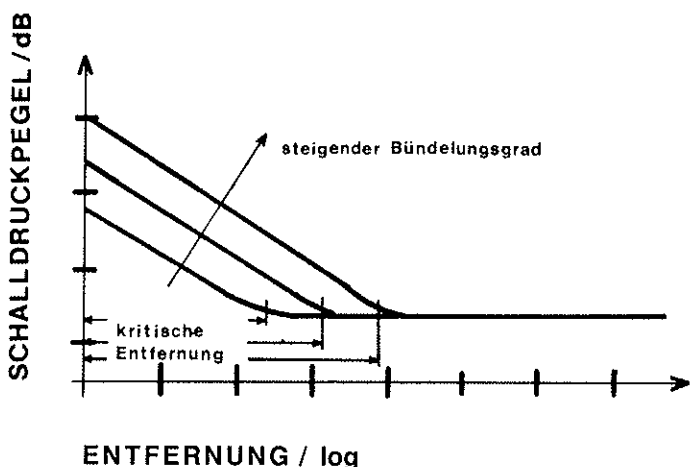 SCHALLDRUCKPEGEL/dB
steigender Bündelungsgrad
kritische
Entfernung
ENTFERNUNG / log